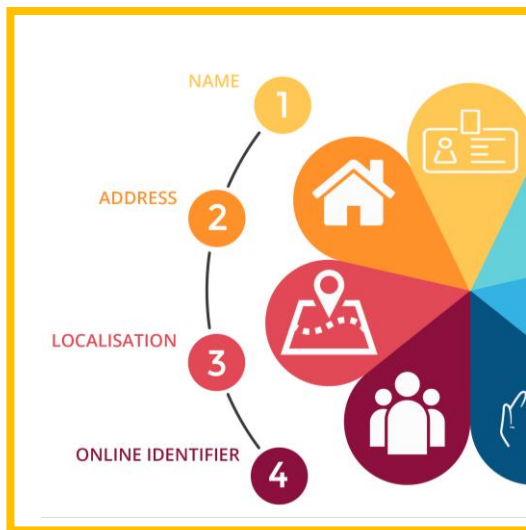 NAME
1
ADDRESS
2
LOCALISATION
3
ONLINE IDENTIFIER
4